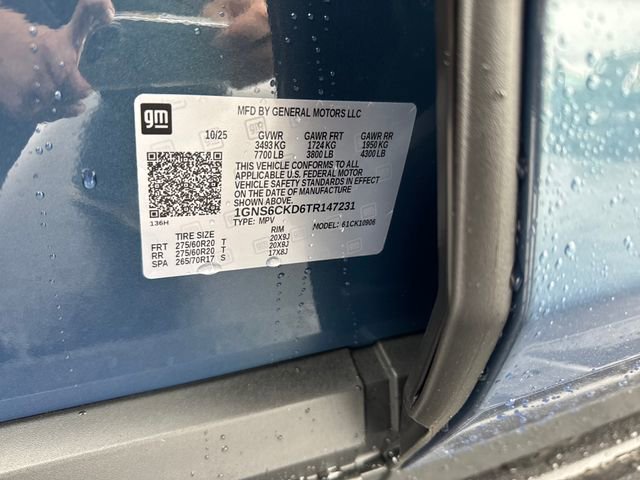 gm
MFD BY GENERAL MOTORS LLC
10/25 GVWR GAWR FRT GAWR RR
3493 KG 1724 KG 1950 KG
7700 LB 3800 LB 4300 LB
THIS VEHICLE CONFORMS TO ALL
APPLICABLE U.S. FEDERAL MOTOR
VEHICLE SAFETY STANDARDS IN EFFECT
ON THE DATE OF MANUFACTURE
SHOWN ABOVE.
1GNS6CKD6TR147231
136H TYPE: MPV MODEL: 61CK10906
TIRE SIZE RIM
FRT 275/60R20 T 20X9J
RR 275/60R20 T 20X9J
SPA 265/70R17 S 17X8J